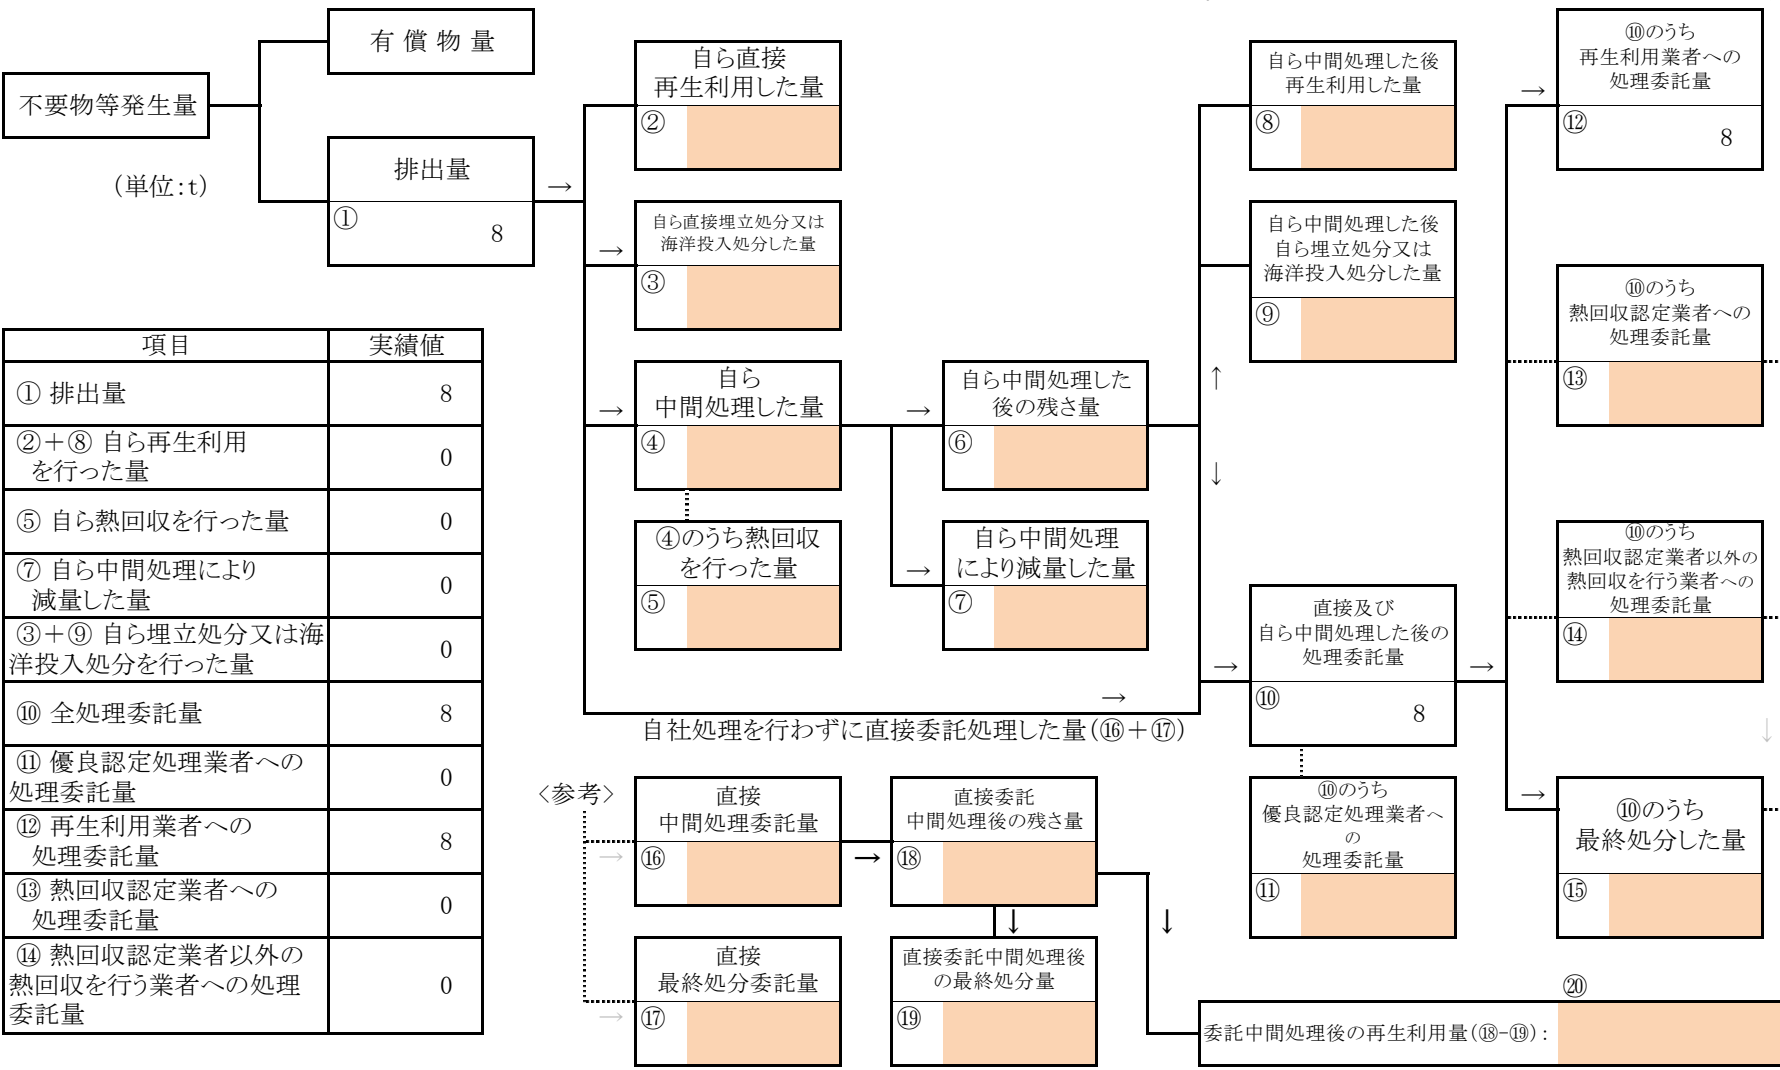 不要物等発生量
(単位:t)
有 償 物 量
排出量
①
8
→
自ら直接
再生利用した量
②
→
自ら直接埋立処分又は
海洋投入処分した量
③
→
自ら
中間処理した量
④
④のうち熱回収
を行った量
⑤
→
自ら中間処理した
後の残さ量
⑥
→
自ら中間処理
により減量した量
⑦
自ら中間処理した後
再生利用した量
⑧
自ら中間処理した後
自ら埋立処分又は
海洋投入処分した量
⑨
↑
↓
→
自社処理を行わずに直接委託処理した量(⑯+⑰)
→
直接及び
自ら中間処理した後の
処理委託量
⑩
8
→
⑩のうち
優良認定処理業者へ
の
処理委託量
⑪
→
⑩のうち
再生利用業者への
処理委託量
⑫
8
⑩のうち
熱回収認定業者への
処理委託量
⑬
⑩のうち
熱回収認定業者以外の
熱回収を行う業者への
処理委託量
⑭
↓
→
⑩のうち
最終処分した量
⑮
項目 実績値
① 排出量 8
②+⑧ 自ら再生利用
を行った量 0
⑤ 自ら熱回収を行った量 0
⑦ 自ら中間処理により
減量した量 0
③+⑨ 自ら埋立処分又は海
洋投入処分を行った量 0
⑩ 全処理委託量 8
⑪ 優良認定処理業者への
処理委託量 0
⑫ 再生利用業者への
処理委託量 8
⑬ 熱回収認定業者への
処理委託量 0
⑭ 熱回収認定業者以外の
熱回収を行う業者への処理
委託量 0
<参考>
→
直接
中間処理委託量
⑯
→
直接委託
中間処理後の残さ量
⑱
↓
↓
→
直接
最終処分委託量
⑰
直接委託中間処理後
の最終処分量
⑲
⑳
委託中間処理後の再生利用量(⑱-⑲):